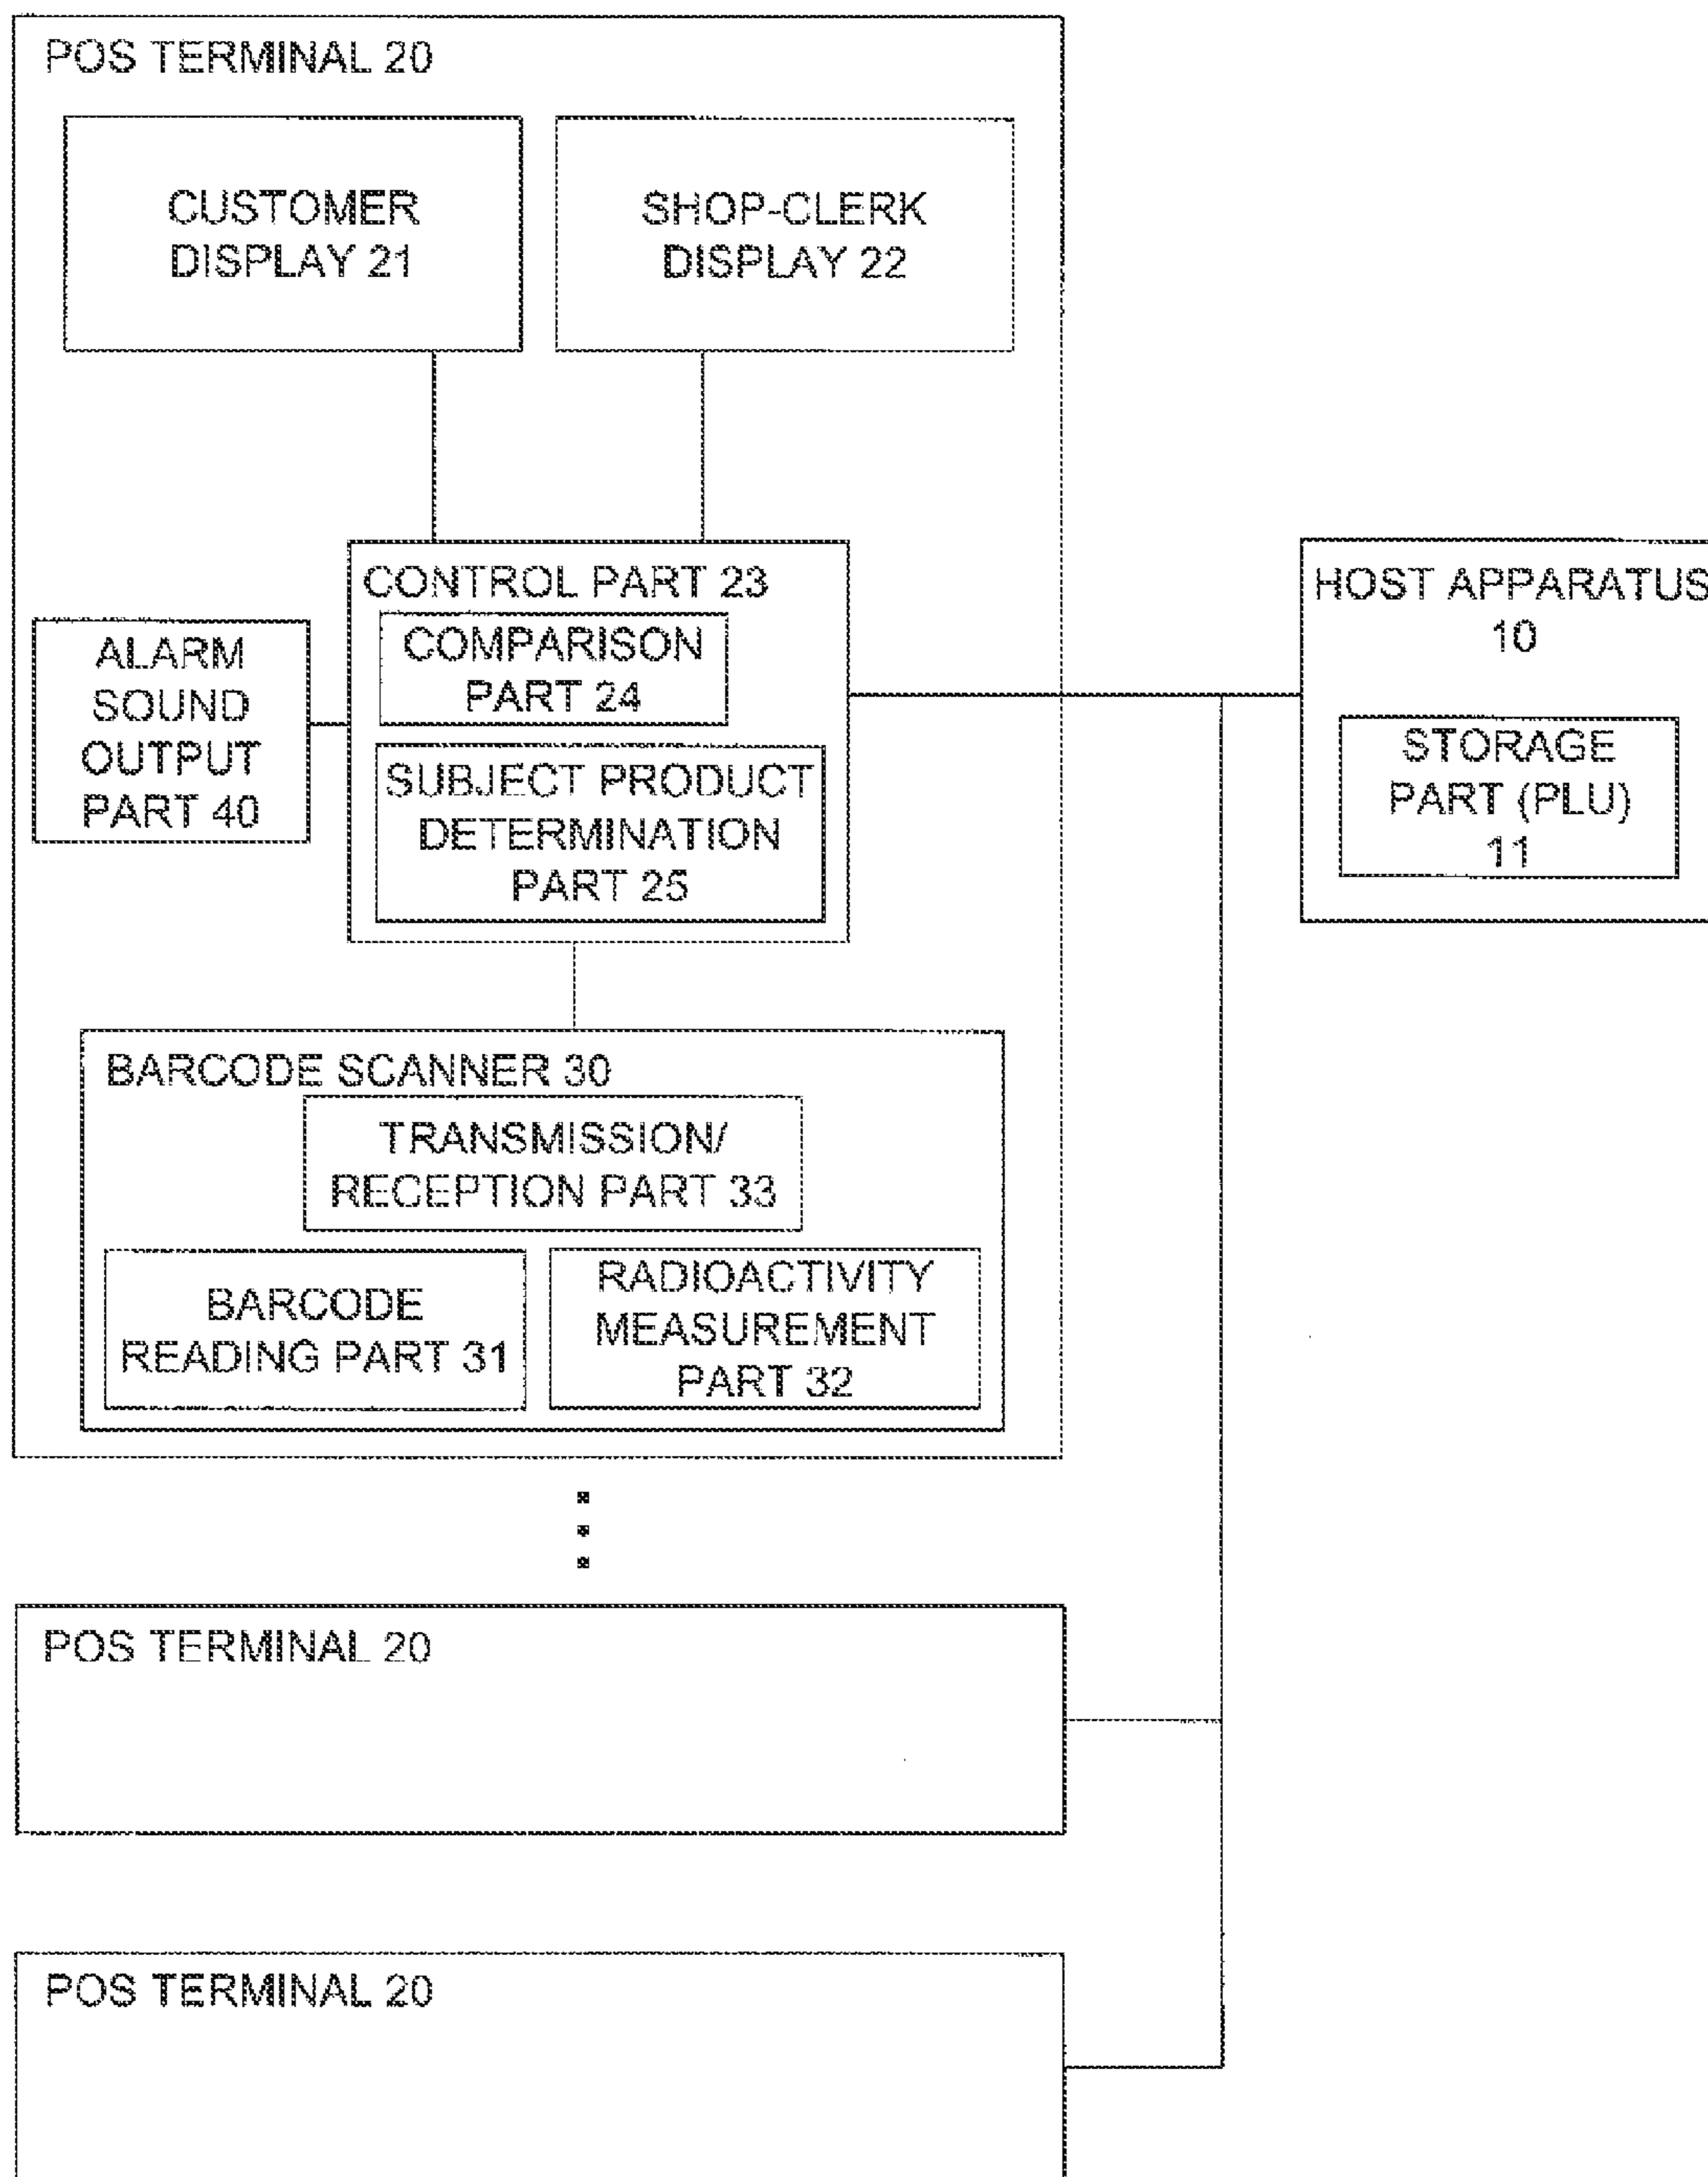 POS TERMINAL 20
CUSTOMER
DISPLAY 21
SHOP-CLERK
DISPLAY 22
CONTROL PART 23
COMPARISON
PART 24
SUBJECT PRODUCT
DETERMINATION
PART 25
ALARM
SOUND
OUTPUT
PART 40
HOST APPARATUS
10
STORAGE
PART (PLU)
11
BARCODE SCANNER 30
TRANSMISSION/
RECEPTION PART 33
BARCODE
READING PART 31
RADIOACTIVITY
MEASUREMENT
PART 32
POS TERMINAL 20
POS TERMINAL 20